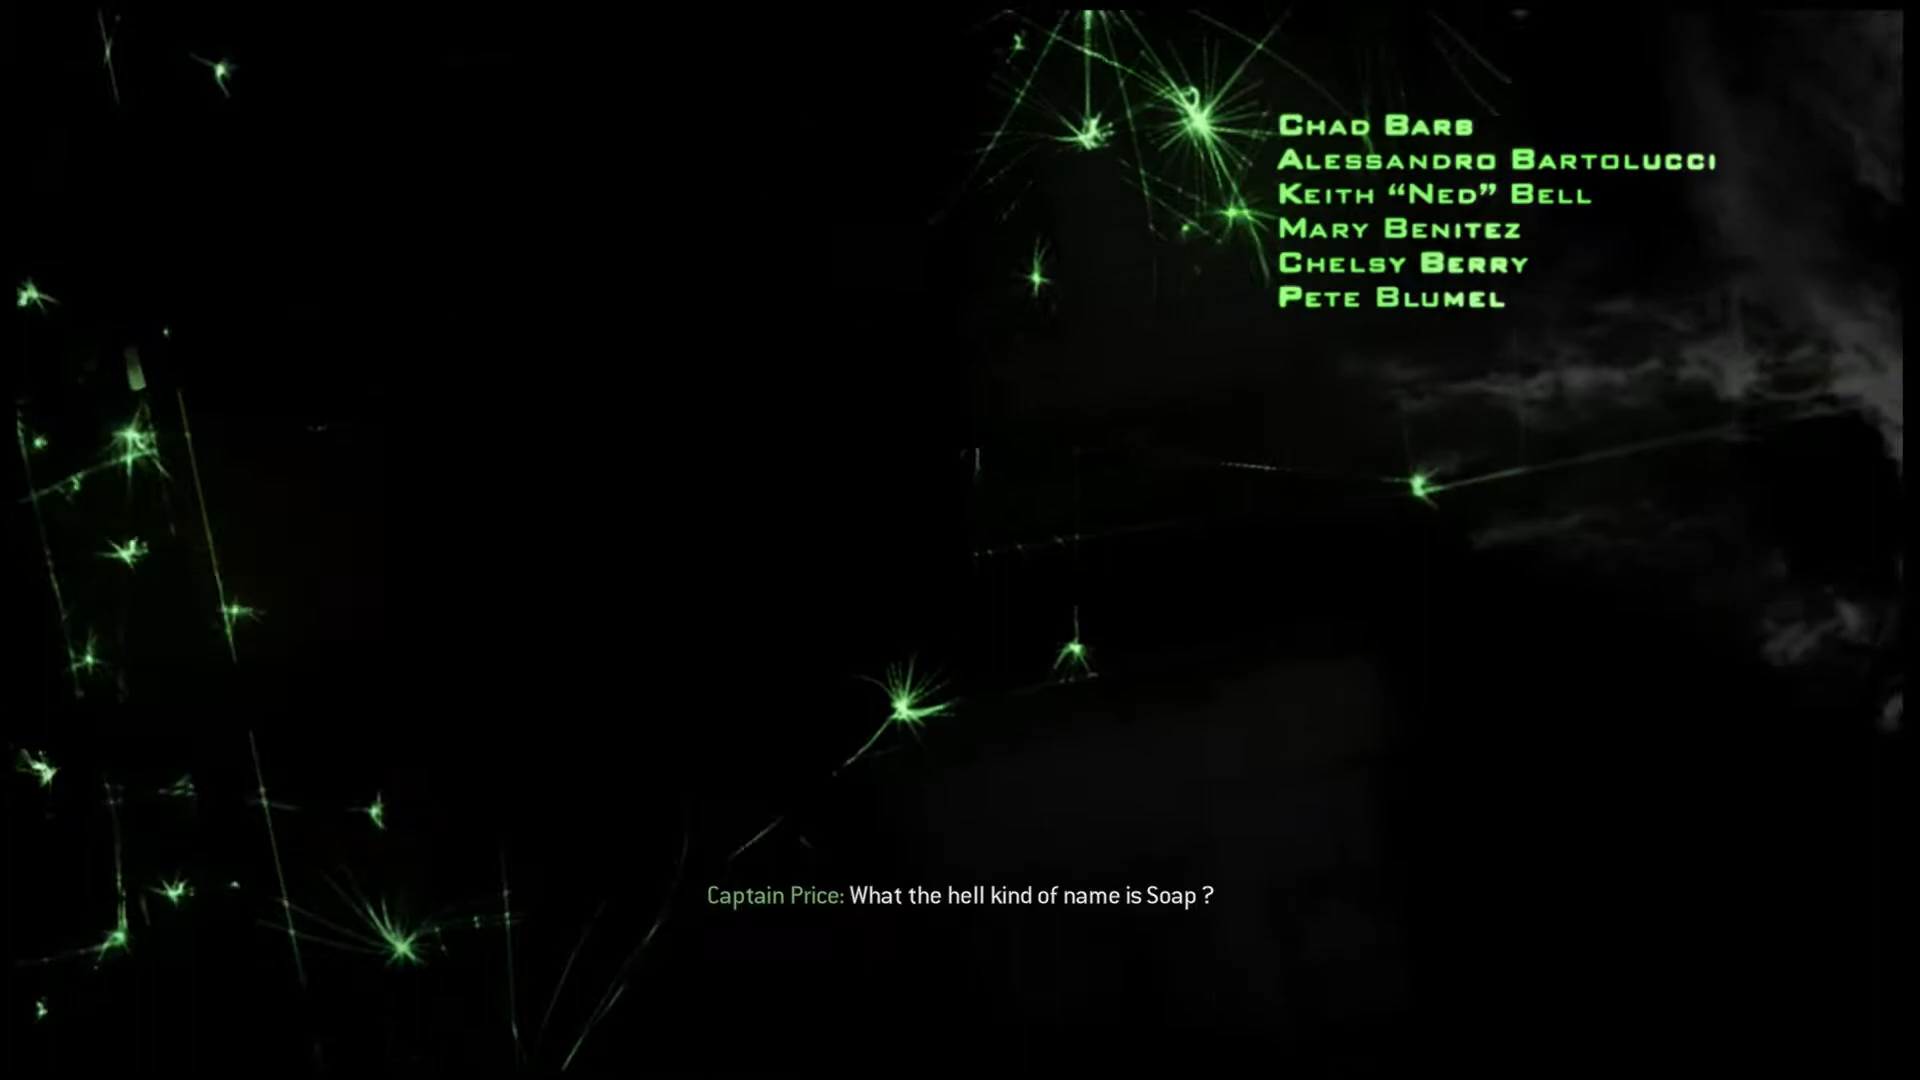 Chad Barb
Alessandro Bartolucci
Keith “Ned” Bell
Mary Benitez
Chelsy Berry
Pete Blumel
Captain Price: What the hell kind of name is Soap ?